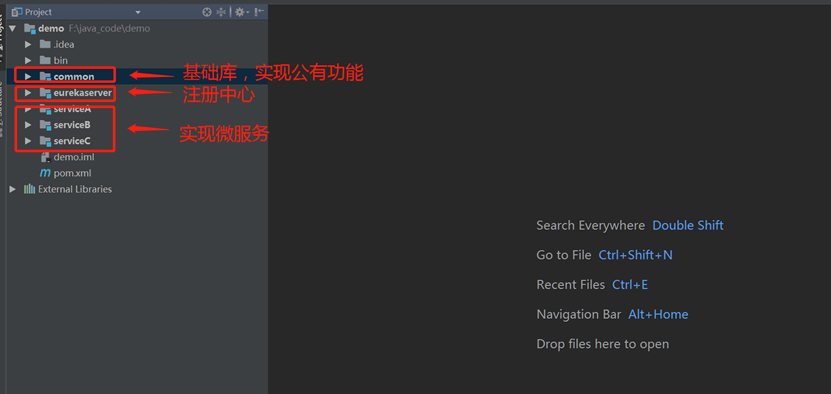 Project
demo F:\java_code\demo
.idea
bin
common
基础库，实现公有功能
eurekaserver
注册中心
serviceA
serviceB
实现微服务
serviceC
demo.iml
pom.xml
External Libraries
Search Everywhere Double Shift
Go to File Ctrl+Shift+N
Recent Files Ctrl+E
Navigation Bar Alt+Home
Drop files here to open